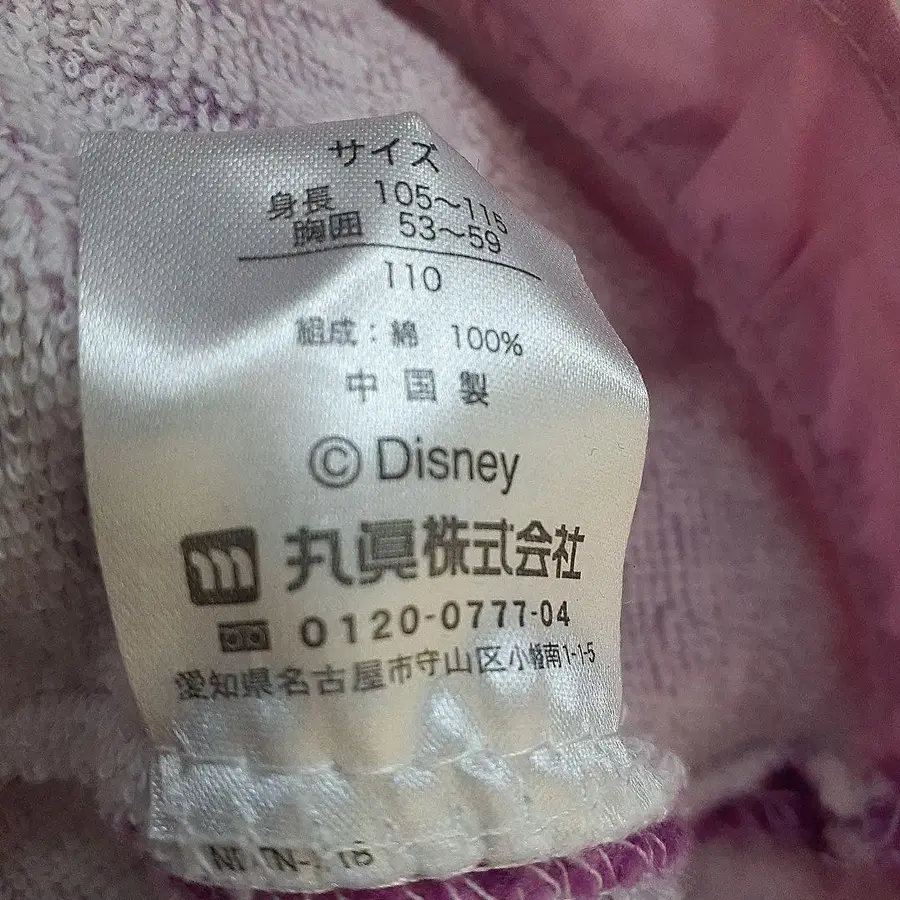 サイズ
身長 105～115
胸囲 53～59
110
組成：綿 100%
中国製
© Disney
丸眞株式会社
0120-0777-04
愛知県名古屋市守山区小幡南1-1-5